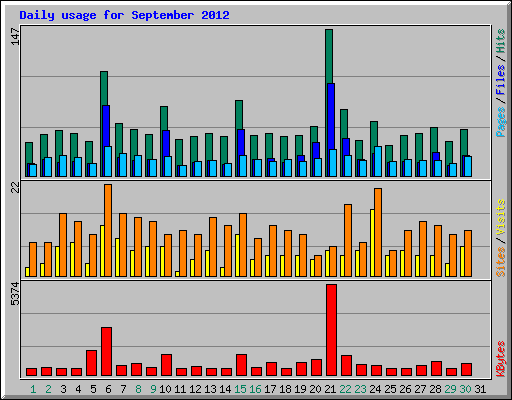 Daily usage for September 2012
147
Pages / Files / Hits
22
Sites / Visits
5374
KBytes
1 2 3 4 5 6 7 8 9 10 11 12 13 14 15 16 17 18 19 20 21 22 23 24 25 26 27 28 29 30 31